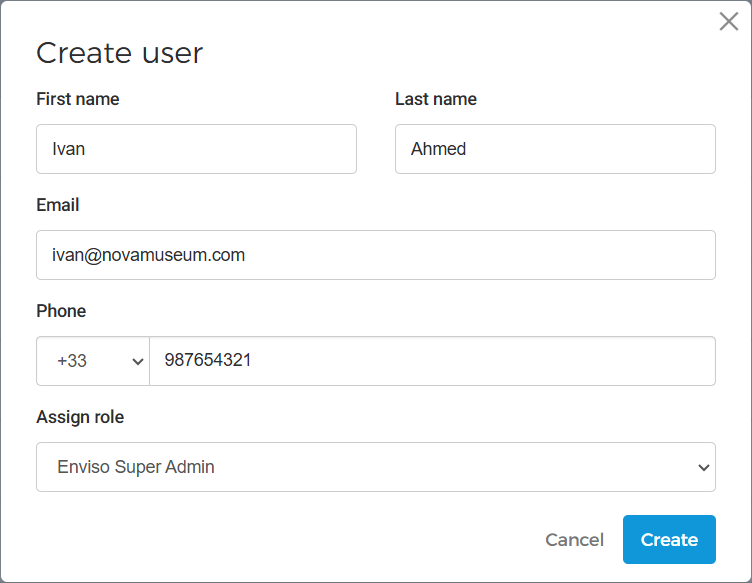 Create user
First name Last name
Ivan Ahmed
Email
ivan@novamuseum.com
Phone
+33 987654321
Assign role
Enviso Super Admin
Cancel Create